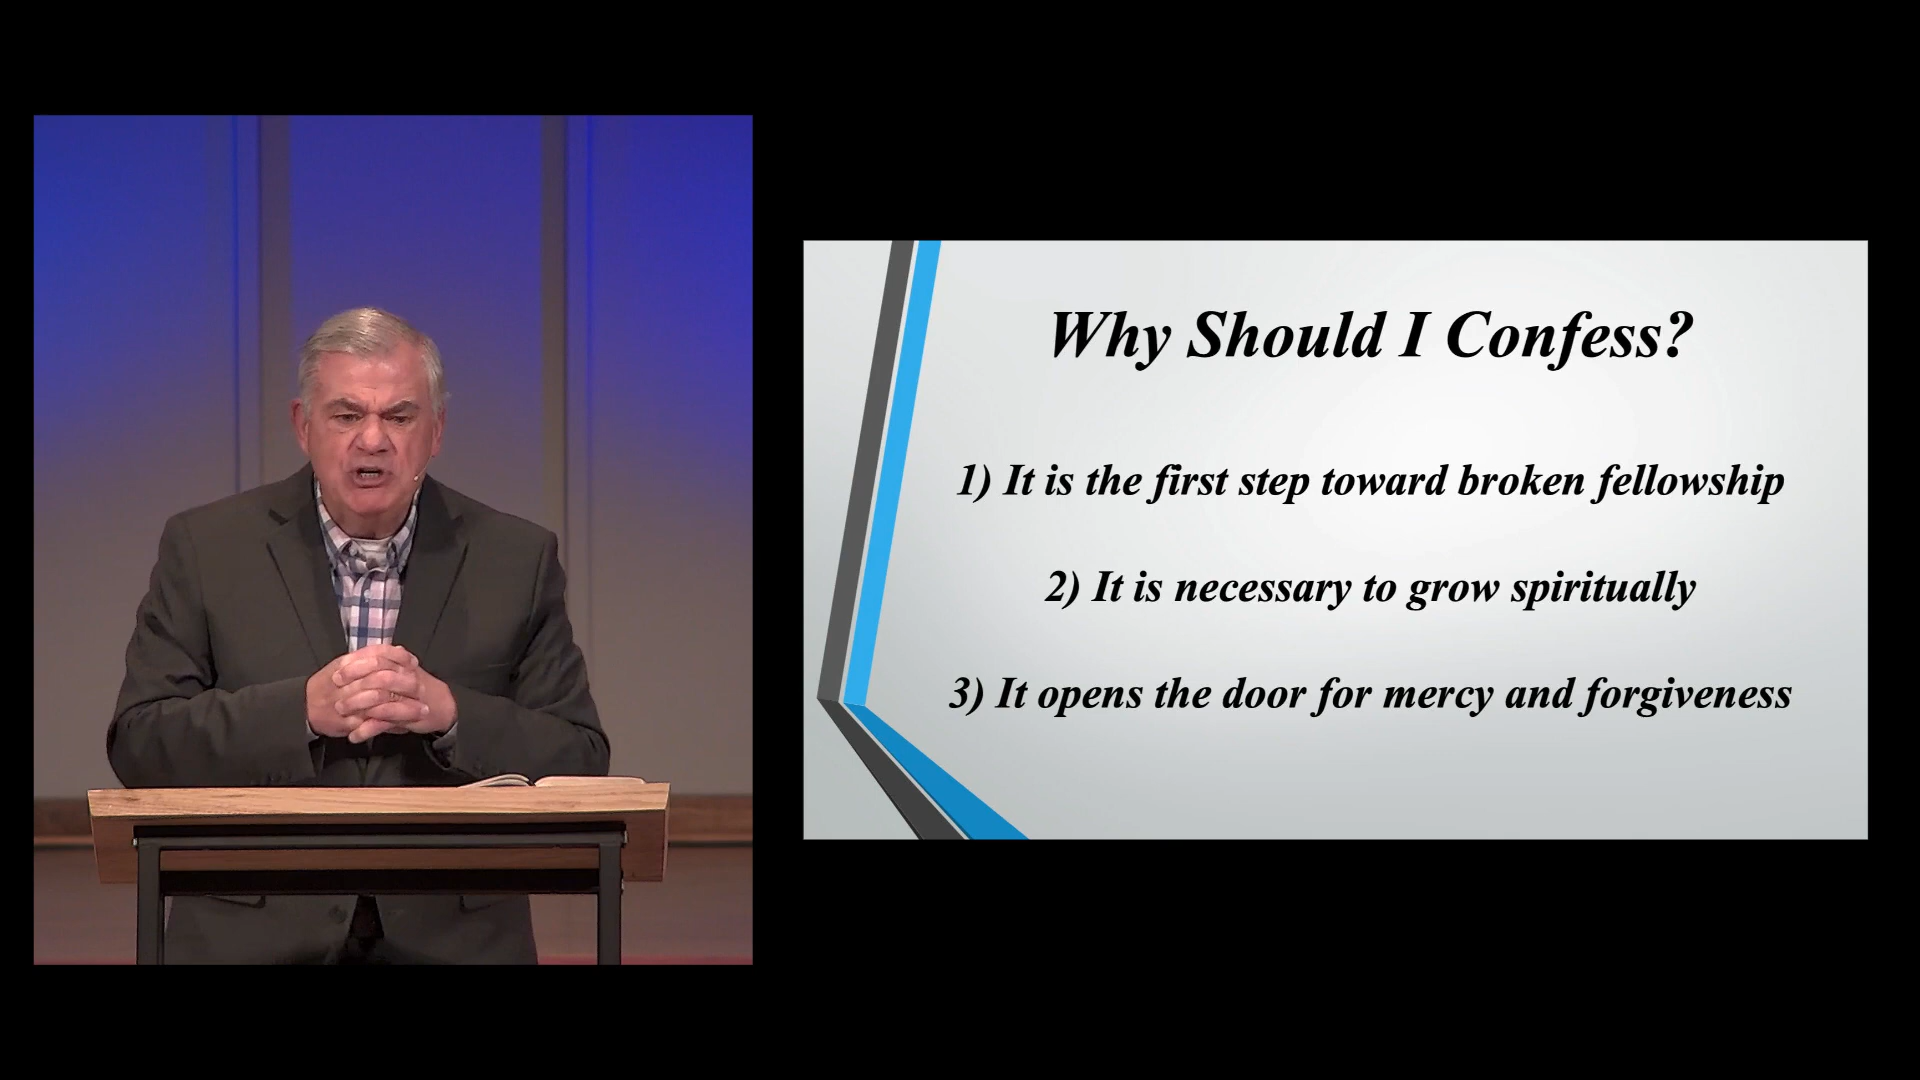 Why Should I Confess?
1) It is the first step toward broken fellowship
2) It is necessary to grow spiritually
3) It opens the door for mercy and forgiveness